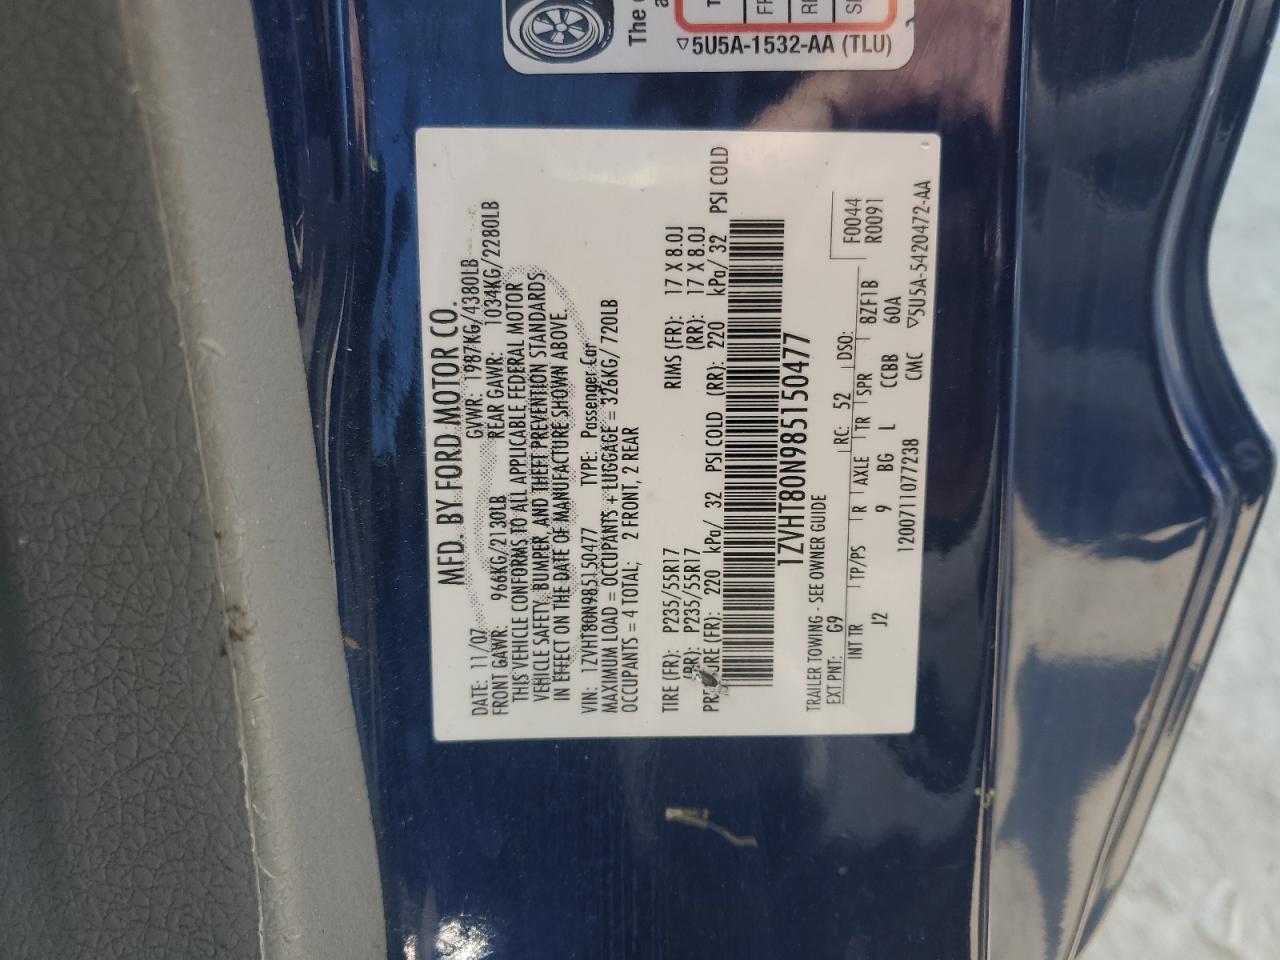 The
T
FR
5U5A-1532-AA (TLU)
MFD. BY FORD MOTOR CO.
DATE: 11/07 GVWR: 1987KG/4380LB
FRONT GAWR: 966KG/2130LB REAR GAWR: 1034KG/2280LB
THIS VEHICLE CONFORMS TO ALL APPLICABLE FEDERAL MOTOR
VEHICLE SAFETY, BUMPER, AND THEFT PREVENTION STANDARDS
IN EFFECT ON THE DATE OF MANUFACTURE SHOWN ABOVE.
VIN: 1ZVHT80N985150477 TYPE: Passenger Car
MAXIMUM LOAD = OCCUPANTS + LUGGAGE = 326KG/720LB
OCCUPANTS = 4 TOTAL; 2 FRONT, 2 REAR
TIRE (FR): P235/55R17 RIMS (FR): 17 X 8.0J
(RR): P235/55R17 (RR): 17 X 8.0J
(FR): 220 kPa/ 32 PSI COLD (RR): 220 kPa/ 32 PSI COLD
1ZVHT80N985150477
TRAILER TOWING - SEE OWNER GUIDE F0044
EXT PNT: G9 RC: 52 DSO: R0091
INT TR TP/PS R AXLE TR SPR 8ZF1B
J2 9 BG L CCBB 60A
120071107723​8 CMC 5U5A-5420472-AA